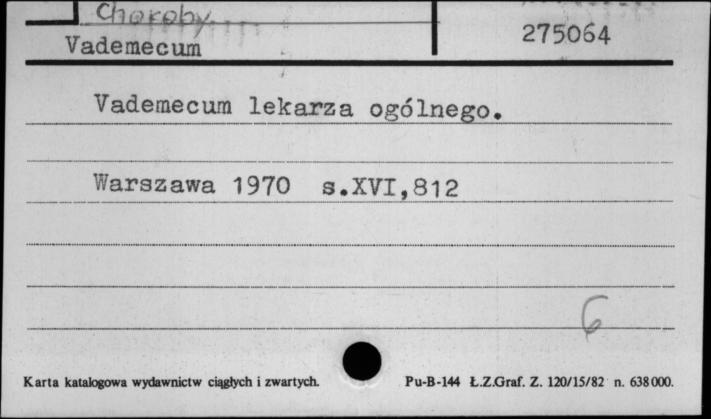 Choroby
Vademecum 275064
Vademecum lekarza ogólnego.
Warszawa 1970 s.XVI,812
6
Karta katalogowa wydawnictw ciągłych i zwartych. Pu-B-144 Ł.Z.Graf. Z. 120/15/82 n. 638000.